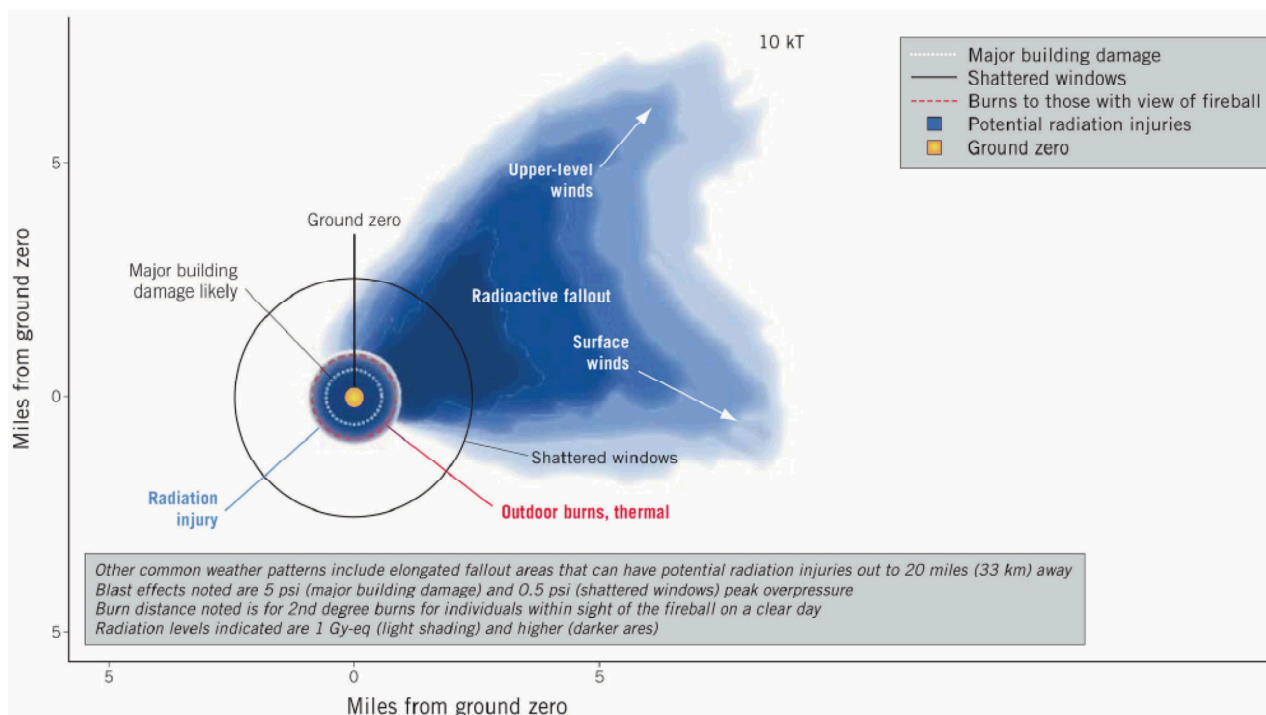 10 kT
Major building damage
Shattered windows
Burns to those with view of fireball
Potential radiation injuries
Ground zero
Miles from ground zero
5
0
5
Upper-level
winds
Ground zero
Major building
damage likely
Radioactive fallout
Surface
winds
Shattered windows
Radiation
injury
Outdoor burns, thermal
Other common weather patterns include elongated fallout areas that can have potential radiation injuries out to 20 miles (33 km) away
Blast effects noted are 5 psi (major building damage) and 0.5 psi (shattered windows) peak overpressure
Burn distance noted is for 2nd degree burns for individuals within sight of the fireball on a clear day
Radiation levels indicated are 1 Gy-eq (light shading) and higher (darker ares)
5
0
5
Miles from ground zero